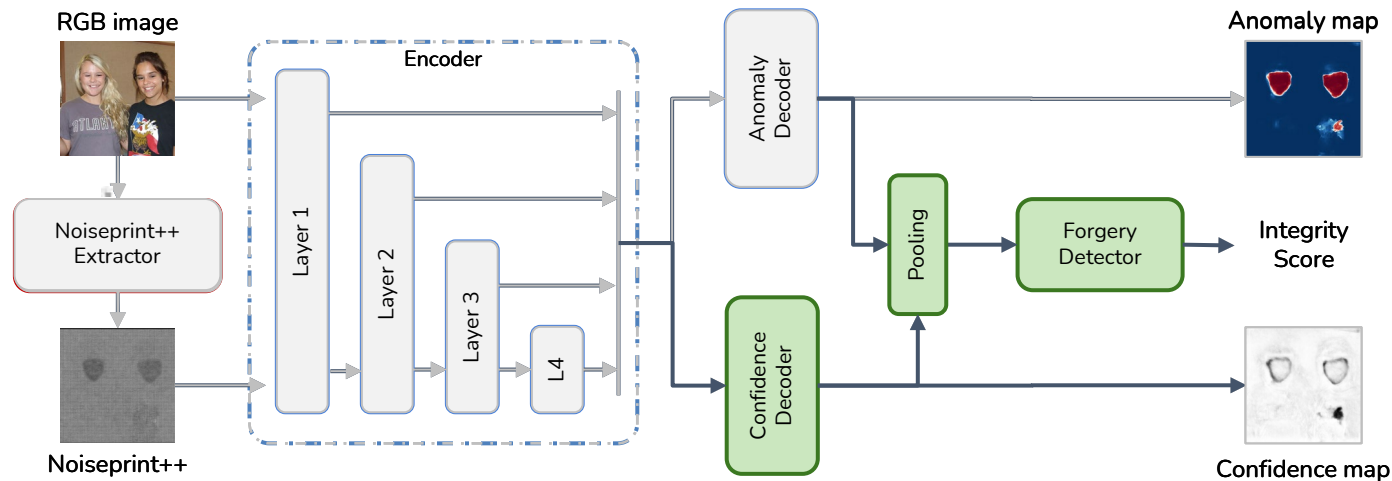 RGB image
Noiseprint++
Extractor
Noiseprint++
Encoder
Layer 1
Layer 2
Layer 3
L4
Anomaly
Decoder
Confidence
Decoder
Pooling
Forgery
Detector
Anomaly map
Integrity
Score
Confidence map